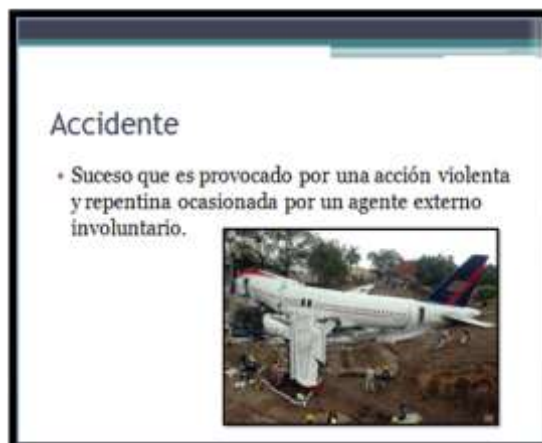 Accidente
• Suceso que es provocado por una acción violenta
y repentina ocasionada por un agente externo
involuntario.